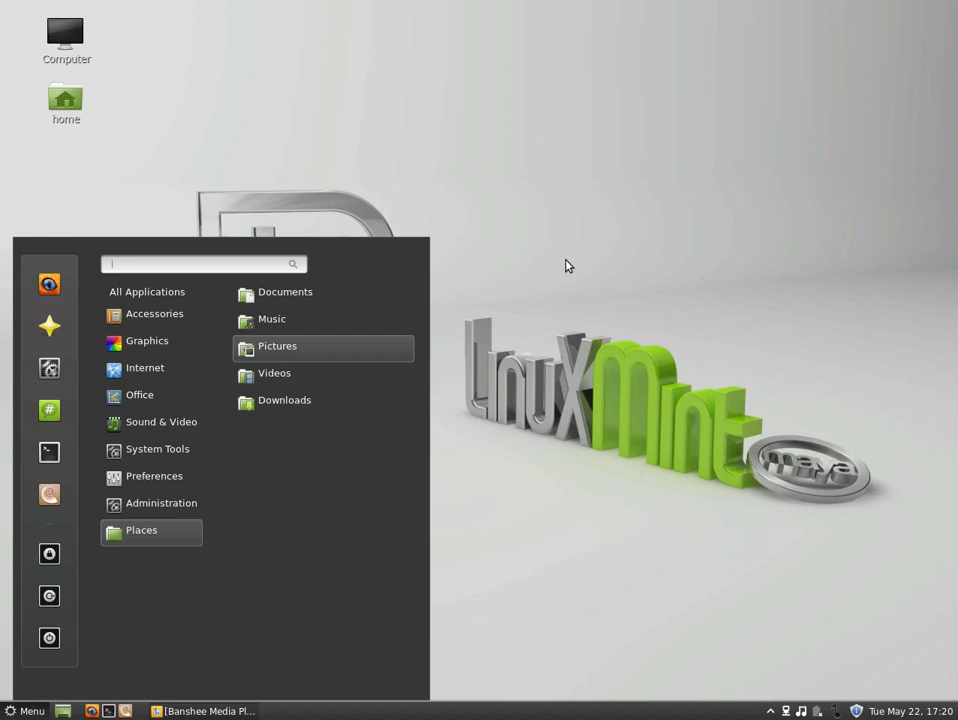 Computer
home
All Applications
Accessories
Graphics
Internet
Office
Sound & Video
System Tools
Preferences
Administration
Places
Documents
Music
Pictures
Videos
Downloads
LinuxMint
maya
Menu
[Banshee Media Pl...
Tue May 22, 17:20